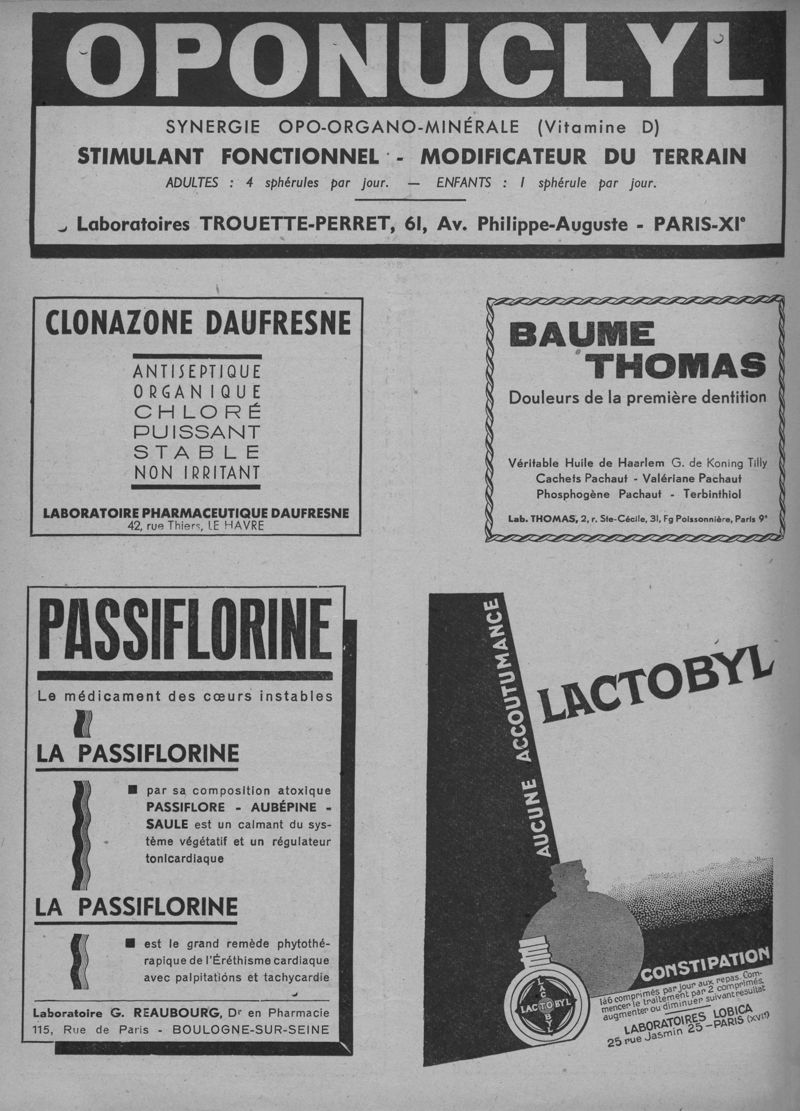 OPONUCLYL
SYNERGIE OPO-ORGANO-MINÉRALE (Vitamine D)
STIMULANT FONCTIONNEL - MODIFICATEUR DU TERRAIN
ADULTES : 4 sphérules par jour. — ENFANTS : 1 sphérule par jour.
Laboratoires TROUETTE-PERRET, 61, Av. Philippe-Auguste - PARIS-XI°
CLONAZONE DAUFRESNE
ANTISEPTIQUE
ORGANIQUE
CHLORÉ
PUISSANT
STABLE
NON IRRITANT
LABORATOIRE PHARMACEUTIQUE DAUFRESNE
42, rue Thiers, LE HAVRE
BAUME
THOMAS
Douleurs de la première dentition
Véritable Huile de Haarlem G. de Koning Tilly
Cachets Pachaut - Valériane Pachaut
Phosphogène Pachaut - Terbinthiol
Lab. THOMAS, 2, r. Ste-Cécile, 31, Fg Poissonnière, Paris 9°
PASSIFLORINE
Le médicament des cœurs instables
LA PASSIFLORINE
■ par sa composition atoxique
PASSIFLORE - AUBÉPINE -
SAULE est un calmant du sys-
tème végétatif et un régulateur
tonicardiaque
LA PASSIFLORINE
■ est le grand remède phytothé-
rapique de l'Éréthisme cardiaque
avec palpitations et tachycardie
Laboratoire G. REAUBOURG, Dr en Pharmacie
115, Rue de Paris - BOULOGNE-SUR-SEINE
AUCUNE ACCOUTUMANCE
LACTOBYL
LACTOBYL
LACTOBYL
CONSTIPATION
1à6 comprimés par jour aux repas. Com-
mencer le traitement par 2 comprimés
augmenter ou diminuer suivant résultat
LABORATOIRES LOBICA
25 rue Jasmin 25 - PARIS (XVIe)